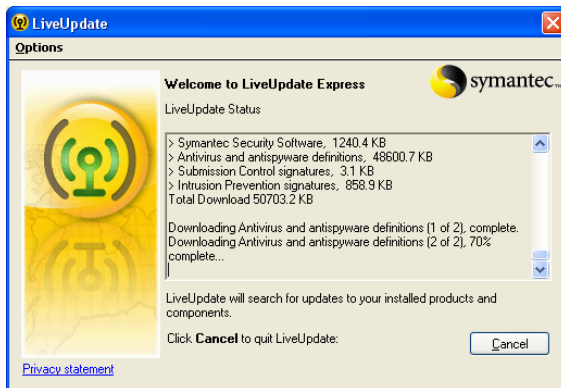 LiveUpdate
Options
Welcome to LiveUpdate Express
symantec™
LiveUpdate Status
> Symantec Security Software, 1240.4 KB
> Antivirus and antispyware definitions, 48600.7 KB
> Submission Control signatures, 3.1 KB
> Intrusion Prevention signatures, 858.9 KB
Total Download 50703.2 KB
Downloading Antivirus and antispyware definitions (1 of 2), complete.
Downloading Antivirus and antispyware definitions (2 of 2), 70%
complete...
LiveUpdate will search for updates to your installed products and
components.
Click Cancel to quit LiveUpdate:
Cancel
Privacy statement